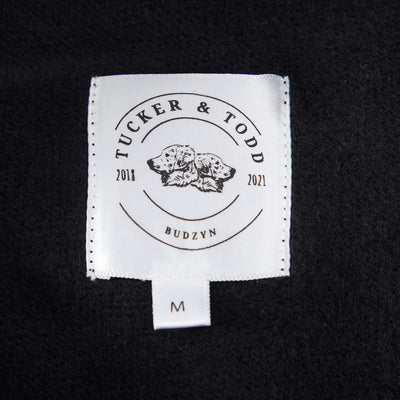 TUCKER & TODD
2018 2021
BUDZYN
M